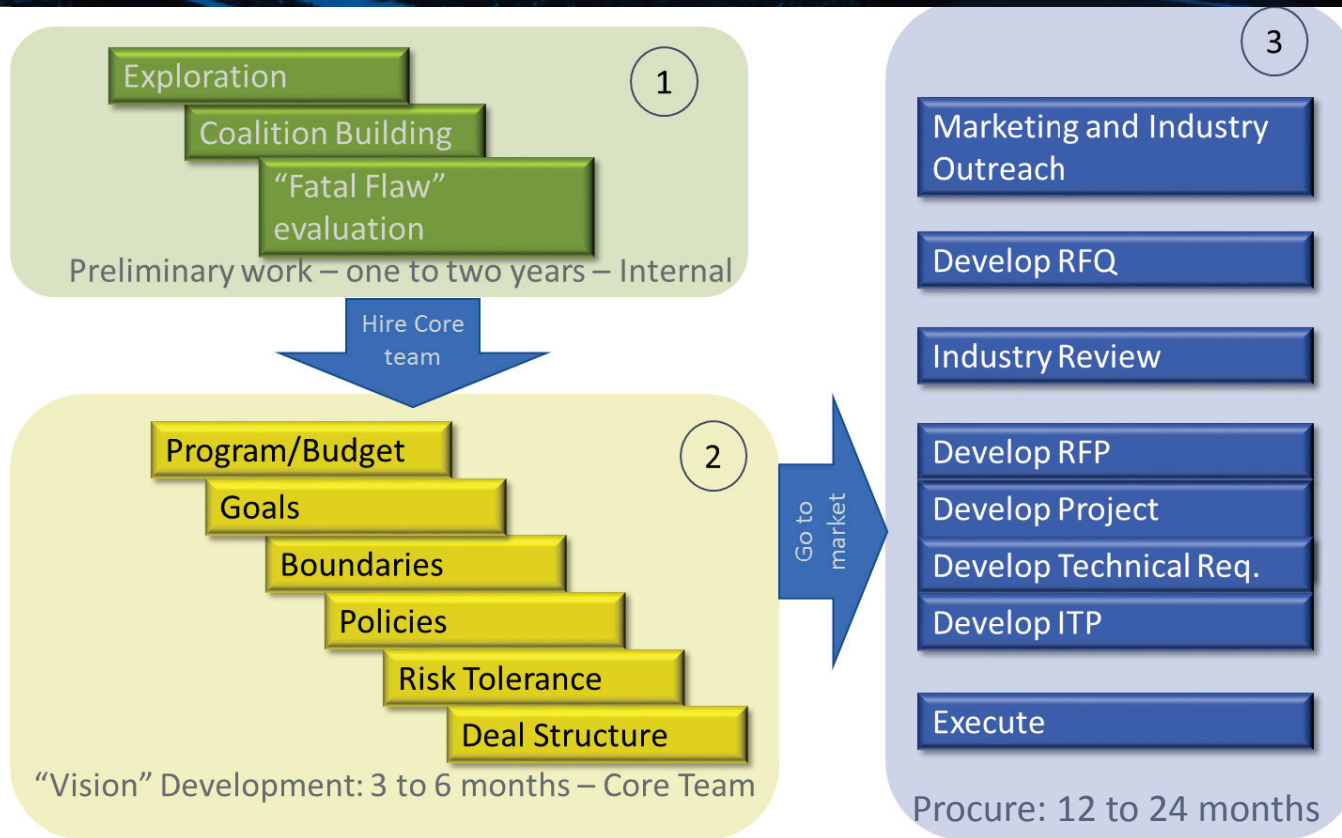 1
Exploration
Coalition Building
“Fatal Flaw”
evaluation
Preliminary work – one to two years – Internal
Hire Core
team
2
Program/Budget
Goals
Boundaries
Policies
Risk Tolerance
Deal Structure
“Vision” Development: 3 to 6 months – Core Team
Go to
market
3
Marketing and Industry
Outreach
Develop RFQ
Industry Review
Develop RFP
Develop Project
Develop Technical Req.
Develop ITP
Execute
Procure: 12 to 24 months